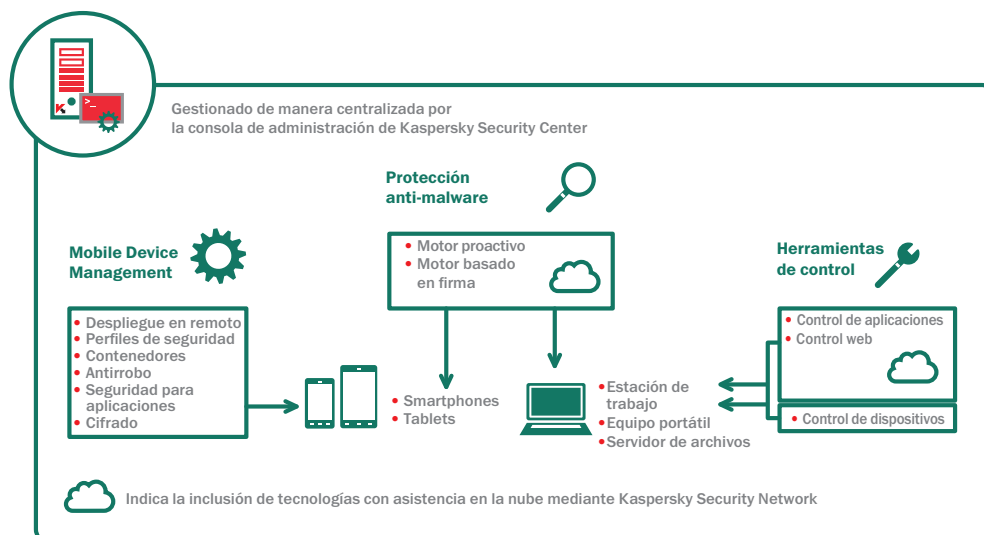 Gestionado de manera centralizada por
la consola de administración de Kaspersky Security Center
Protección
anti-malware
• Motor proactivo
• Motor basado
en firma
Mobile Device
Management
• Despliegue en remoto
• Perfiles de seguridad
• Contenedores
• Antirrobo
• Seguridad para
aplicaciones
• Cifrado
• Smartphones
• Tablets
• Estación de
trabajo
• Equipo portátil
• Servidor de archivos
Herramientas
de control
• Control de aplicaciones
• Control web
• Control de dispositivos
Indica la inclusión de tecnologías con asistencia en la nube mediante Kaspersky Security Network